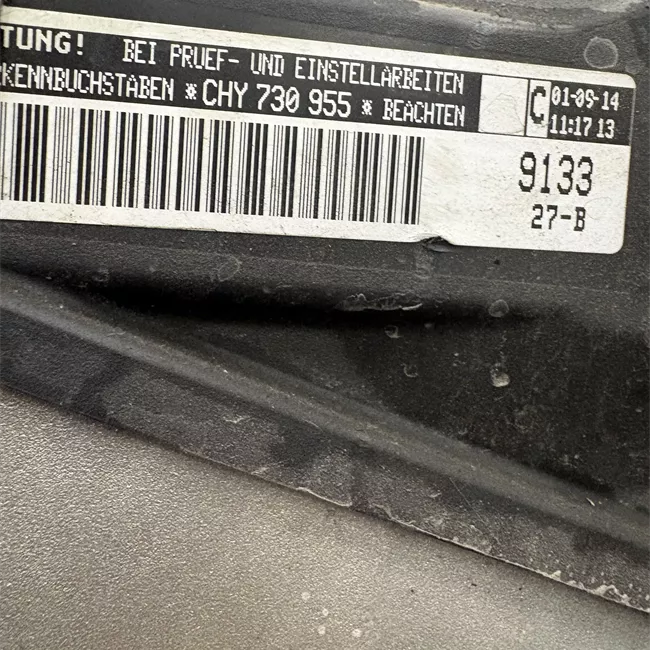 TUNG! BEI PRUEF- UND EINSTELLARBEITEN
KENNBUCHSTABEN * CHY 730 955 * BEACHTEN
C 01-09-14
11:17 13
9133
27-B